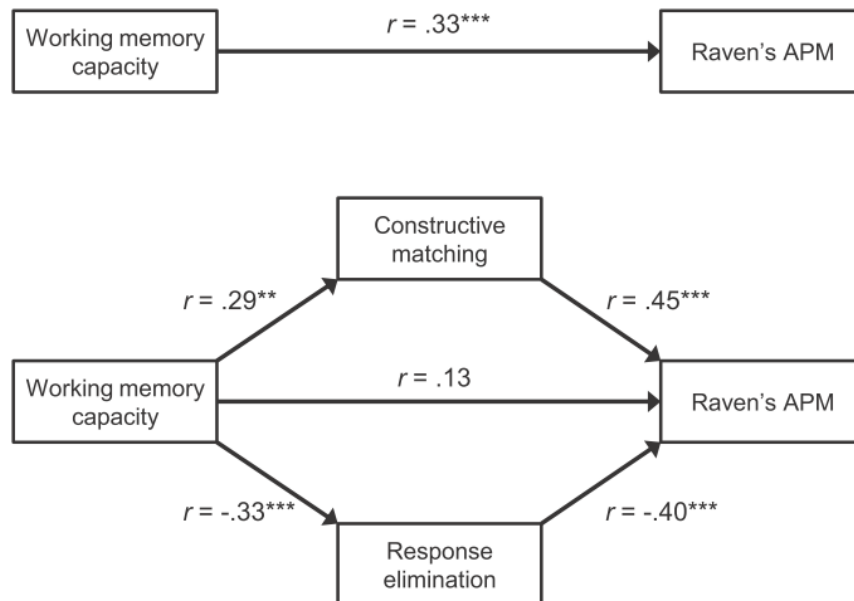 r = .33***
Working memory
capacity
Raven's APM
Constructive
matching
r = .29**
r = .45***
Working memory
capacity
r = .13
Raven's APM
r = -.33***
r = -.40***
Response
elimination